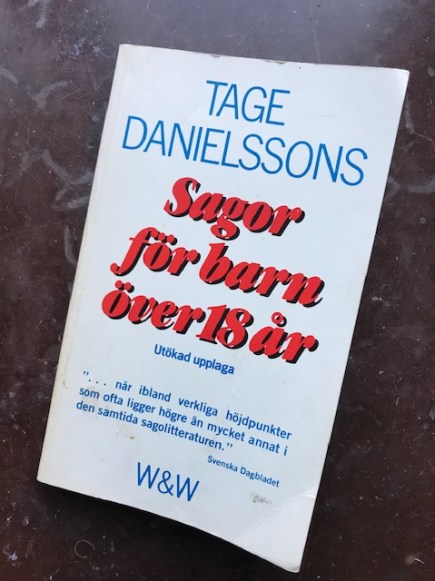 TAGE
DANIELSSONS
Sagor
för barn
över 18 år
Utökad upplaga
"... når ibland verkliga höjdpunkter
som ofta ligger högre än mycket annat i
den samtida sagolitteraturen."
Svenska Dagbladet
W&W